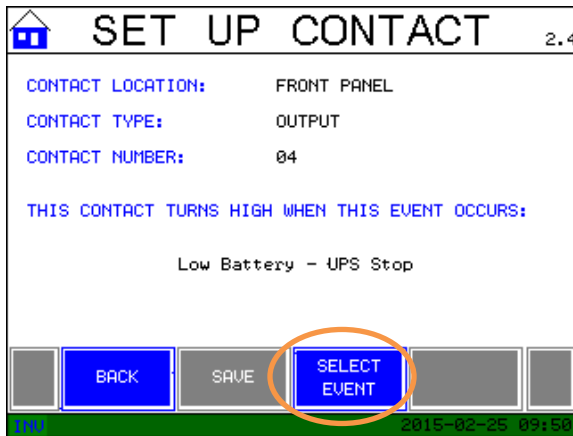 SET UP CONTACT 2.4
CONTACT LOCATION: FRONT PANEL
CONTACT TYPE: OUTPUT
CONTACT NUMBER: 04
THIS CONTACT TURNS HIGH WHEN THIS EVENT OCCURS:
Low Battery - UPS Stop
BACK SAVE SELECT
EVENT
INV 2015-02-25 09:50